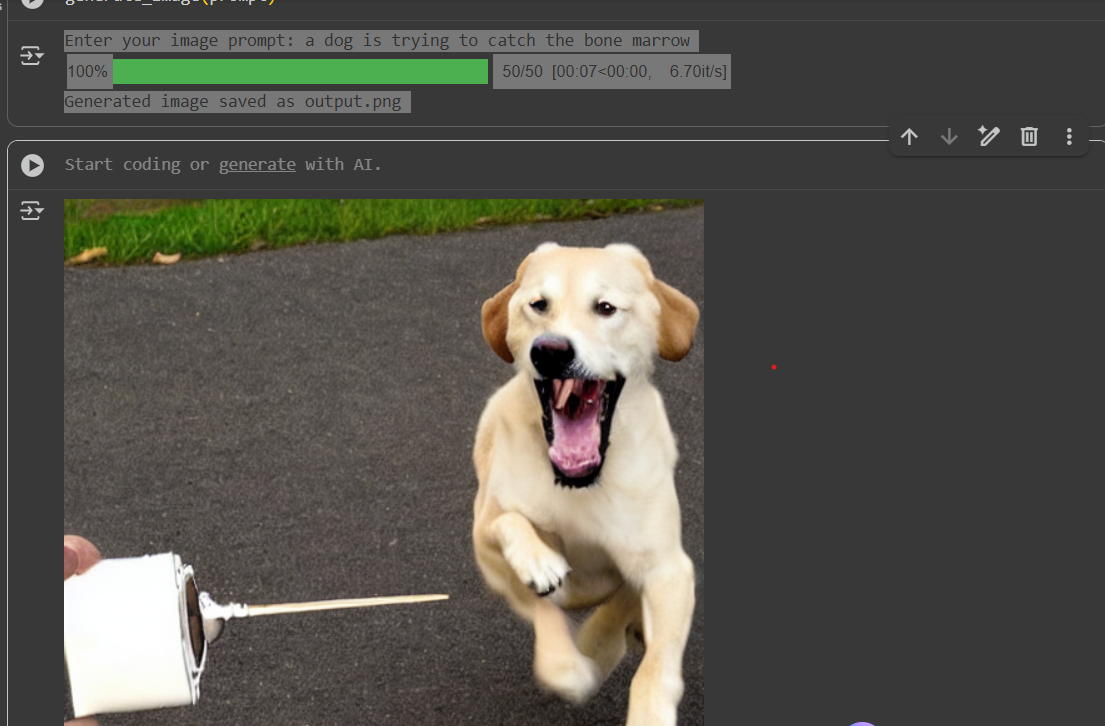 generated_image(prompt)
Enter your image prompt: a dog is trying to catch the bone marrow
100% 50/50 [00:07<00:00, 6.70it/s]
Generated image saved as output.png
Start coding or generate with AI.